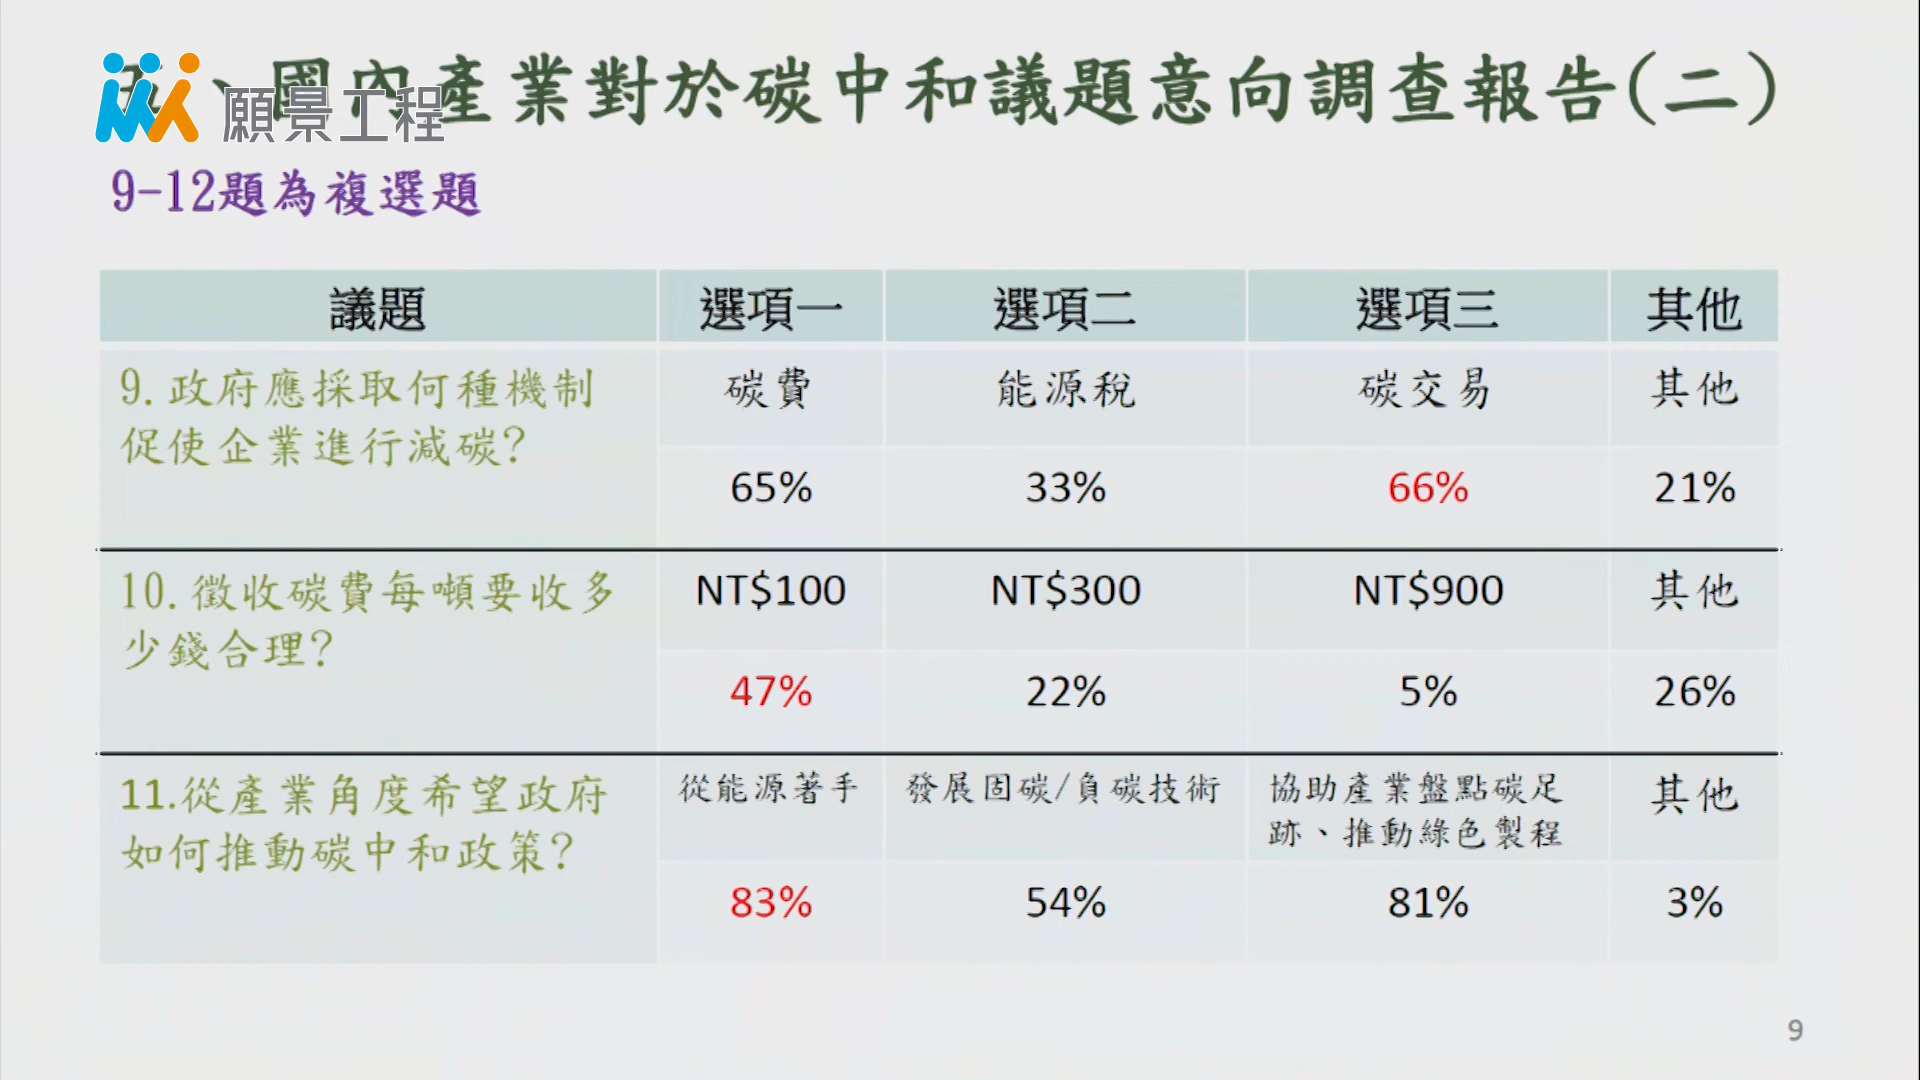 、國內產業對於碳中和議題意向調查報告(二)
願景工程
9-12題為複選題
議題 選項一 選項二 選項三 其他
9.政府應採取何種機制
促使企業進行減碳?
碳費 能源稅 碳交易 其他
65% 33% 66% 21%
10.徵收碳費每噸要收多
少錢合理?
NT$100 NT$300 NT$900 其他
47% 22% 5% 26%
11.從產業角度希望政府
如何推動碳中和政策?
從能源著手 發展固碳/負碳技術 協助產業盤點碳足
跡、推動綠色製程 其他
83% 54% 81% 3%
9